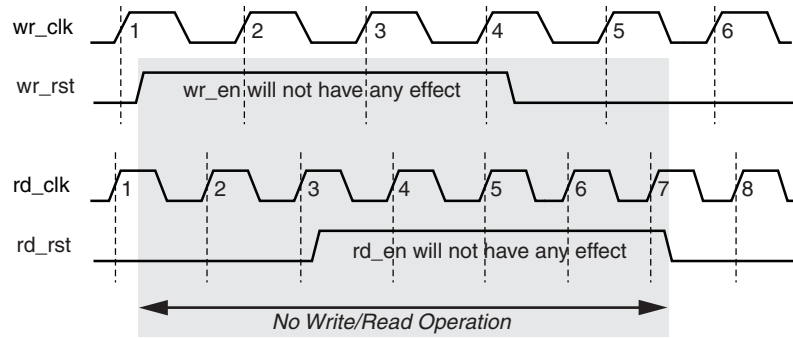 wr_clk 1 2 3 4 5 6
wr_rst wr_en will not have any effect
rd_clk 1 2 3 4 5 6 7 8
rd_rst rd_en will not have any effect
No Write/Read Operation